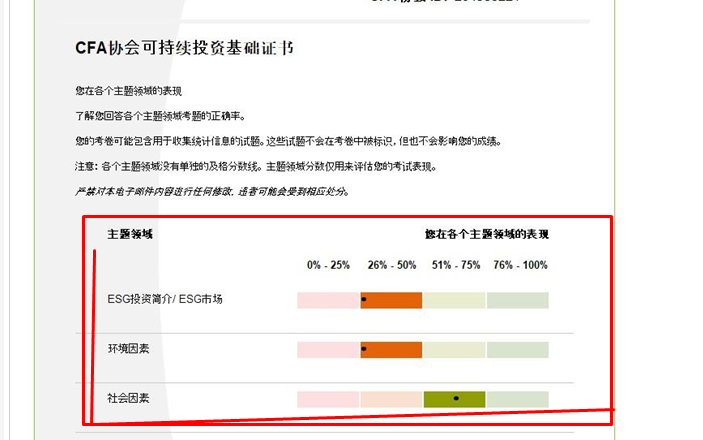 CFA协会可持续投资基础证书
您在各个主题领域的表现
了解您回答各个主题领域考题的正确率。
您的考卷可能包含用于收集统计信息的试题。这些试题不会在考卷中被标识，但也不会影响您的成绩。
注意: 各个主题领域没有单独的及格分数线。主题领域分数仅用来评估您的考试表现。
严禁对本电子邮件内容进行任何修改, 违者可能会受到相应处分。
主题领域 您在各个主题领域的表现
0% - 25% 26% - 50% 51% - 75% 76% - 100%
ESG投资简介/ ESG市场
环境因素
社会因素